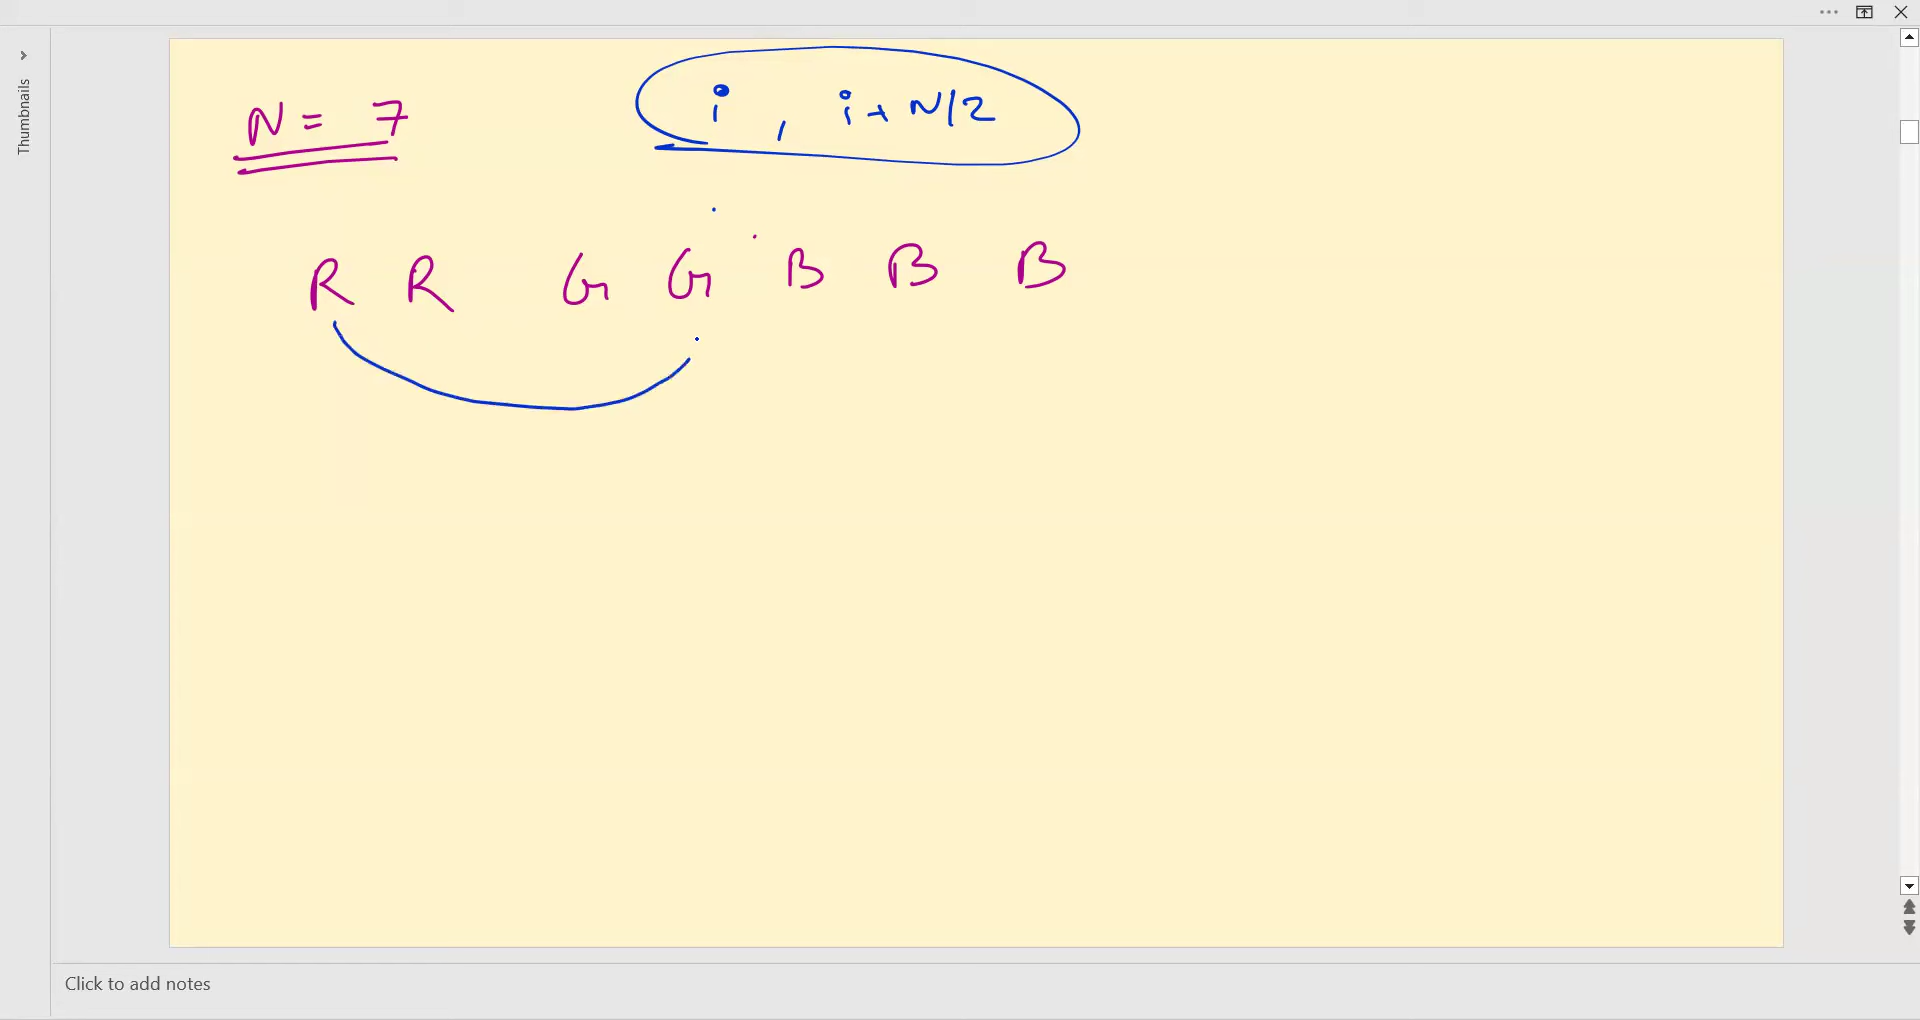 Thumbnails
N = 7
i , i + N/2
R R G G B B B
Click to add notes